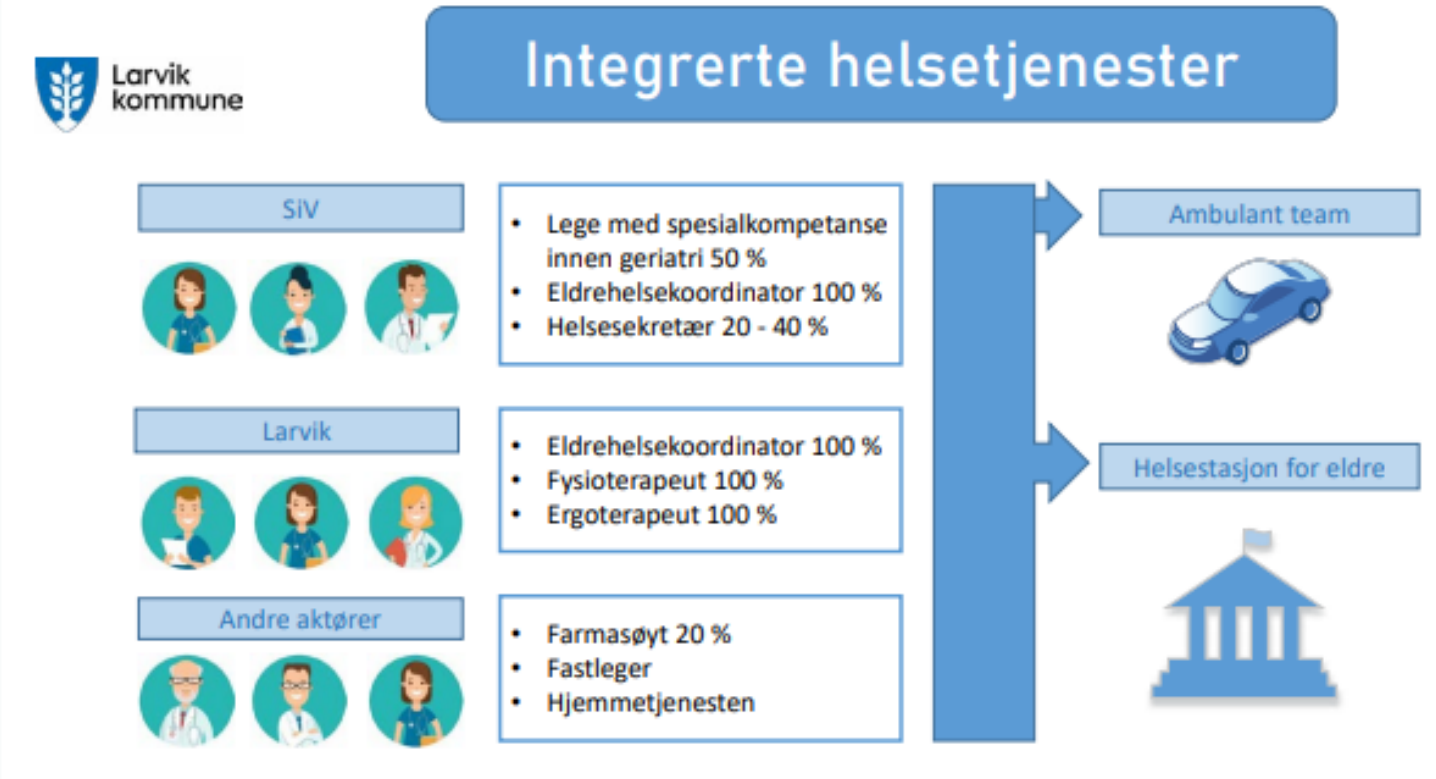 Larvik
kommune
Integrerte helsetjenester
SiV
• Lege med spesialkompetanse
innen geriatri 50 %
• Eldrehelsekoordinator 100 %
• Helsesekretær 20 - 40 %
Larvik
• Eldrehelsekoordinator 100 %
• Fysioterapeut 100 %
• Ergoterapeut 100 %
Andre aktører
• Farmasøyt 20 %
• Fastleger
• Hjemmetjenesten
Ambulant team
Helsestasjon for eldre